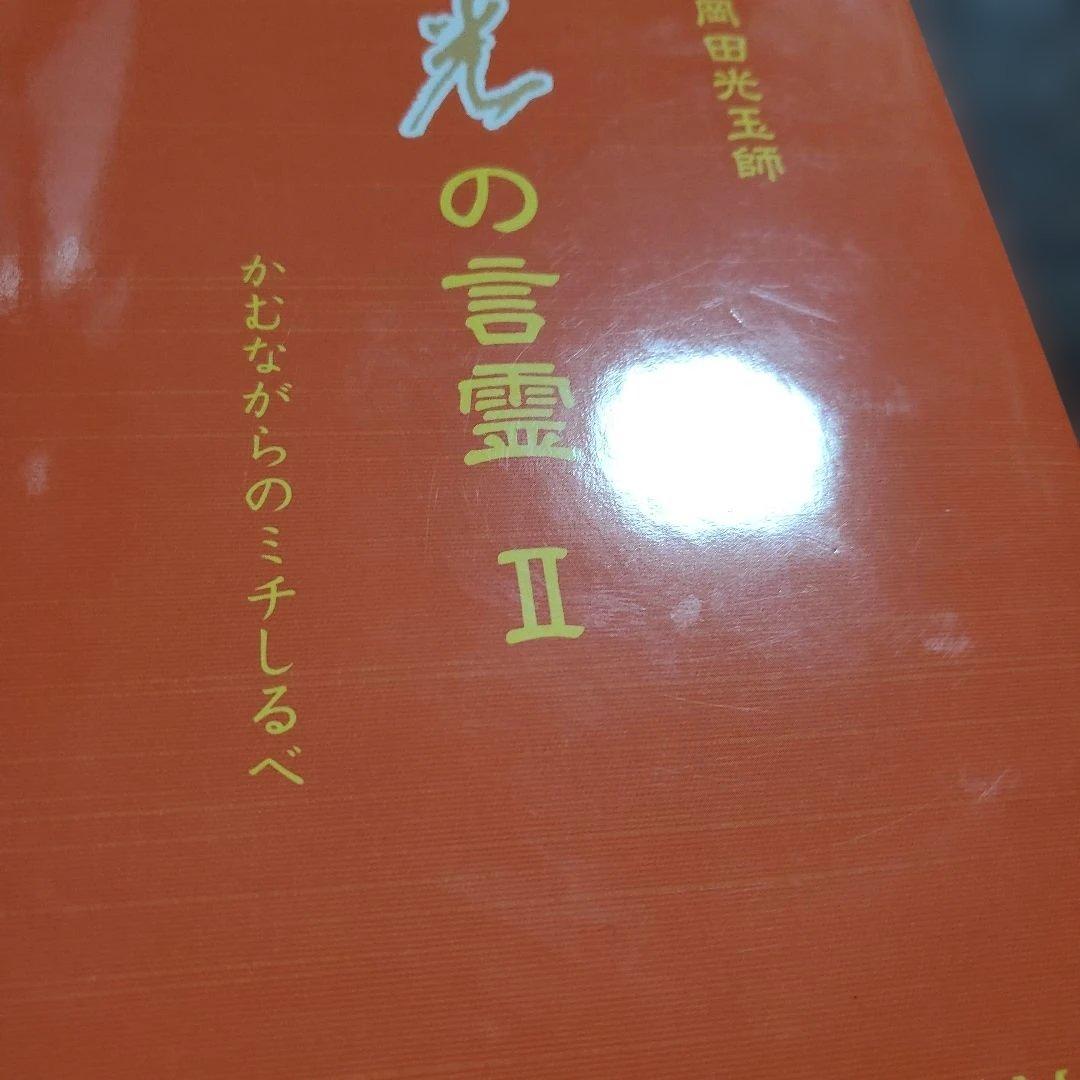 岡田光玉師
光の言霊 Ⅱ
かむながらのミチしるべ